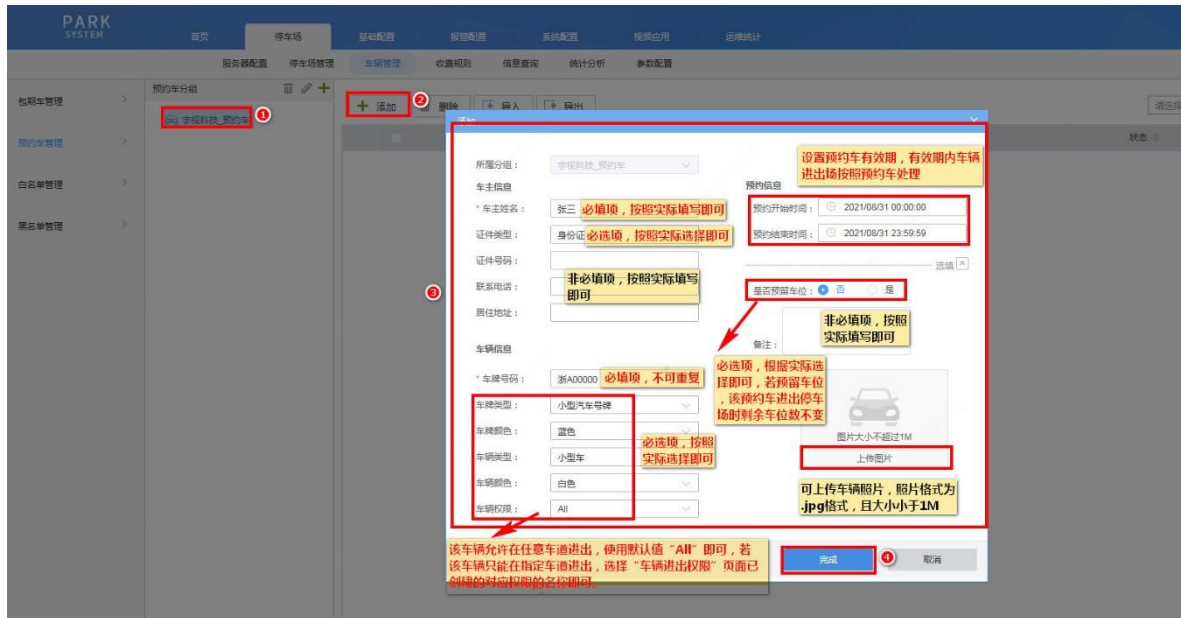 PARK
SYSTEM
首页
停车场
基础配置
报警配置
系统配置
视频应用
运维统计
服务器配置
停车场管理
车辆管理
收费规则
信息查询
统计分析
参数配置
包期车管理
预约车管理
白名单管理
黑名单管理
预约车分组
宇视科技_预约车
1
添加
2
删除
导入
导出
请选择
状态
添加
3
所属分组：
宇视科技_预约车
车主信息
* 车主姓名：
张三
必填项，按照实际填写即可
证件类型：
身份证
必选项，按照实际选择即可
证件号码：
联系电话：
居住地址：
非必填项，按照实际填写
即可
车辆信息
* 车牌号码：
浙A00000
必填项，不可重复
车牌类型：
小型汽车号牌
车牌颜色：
蓝色
车辆类型：
小型车
车辆颜色：
白色
车辆权限：
All
必选项，按照
实际选择即可
设置预约车有效期，有效期内车辆
进出场按照预约车处理
预约信息
预约开始时间：
2021/08/31 00:00:00
预约结束时间：
2021/08/31 23:59:59
选填
是否预留车位：
否
是
备注：
非必填项，按照
实际填写即可
必选项，根据实际选
择即可，若预留车位
，该预约车进出停车
场时剩余车位数不变
图片大小不超过1M
上传图片
可上传车辆照片，照片格式为
.jpg格式，且大小小于1M
该车辆允许在任意车道进出，使用默认值“All”即可，若
该车辆只能在指定车道进出，选择“车辆进出权限”页面已
创建的对应权限的名称即可。
完成
4
取消